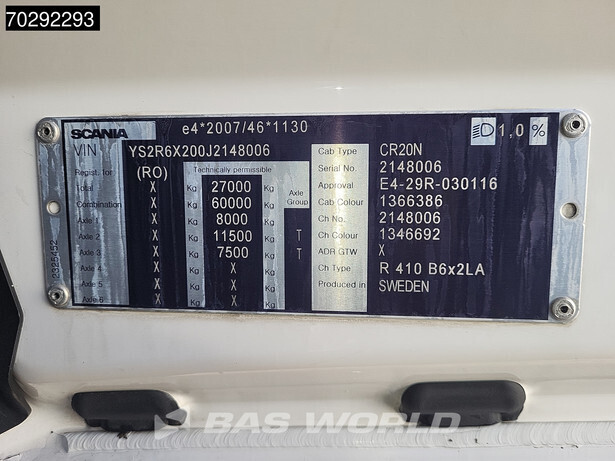 70292293
SCANIA e4*2007/46*1130 1,0 %
VIN YS2R6X200J2148006 Cab Type CR20N
Regist. for (RO) Technically permissible Serial No. 2148006
Total X Kg 27000 Kg Axle Group Approval E4-29R-030116
Combination X Kg 60000 Kg Cab Colour 1366386
Axle 1 X Kg 8000 Kg Ch No. 2148006
Axle 2 X Kg 11500 Kg T Ch Colour 1346692
Axle 3 X Kg 7500 Kg T ADR GTW X
Axle 4 X Kg X Kg Ch Type R 410 B6x2LA
Axle 5 X Kg X Kg Produced in SWEDEN
Axle 6 X Kg X Kg
BAS WORLD